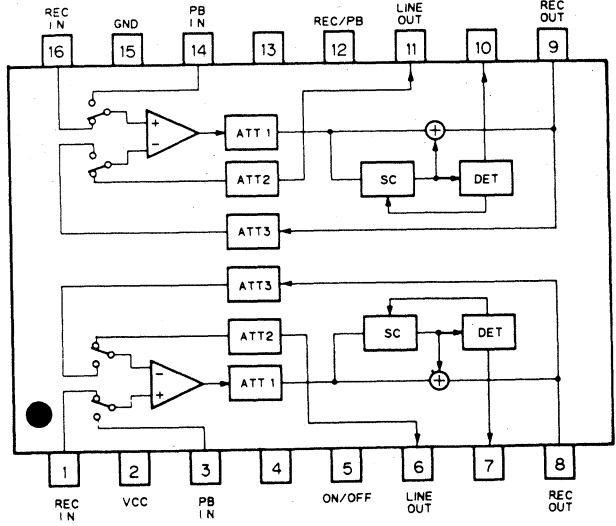 REC
IN
GND
PB
IN
REC/PB
LINE
OUT
REC
OUT
16
15
14
13
12
11
10
9
+
−
ATT 1
+
ATT2
SC
DET
ATT3
ATT3
ATT2
SC
DET
−
+
ATT 1
+
1
2
3
4
5
6
7
8
REC
IN
VCC
PB
IN
ON/OFF
LINE
OUT
REC
OUT